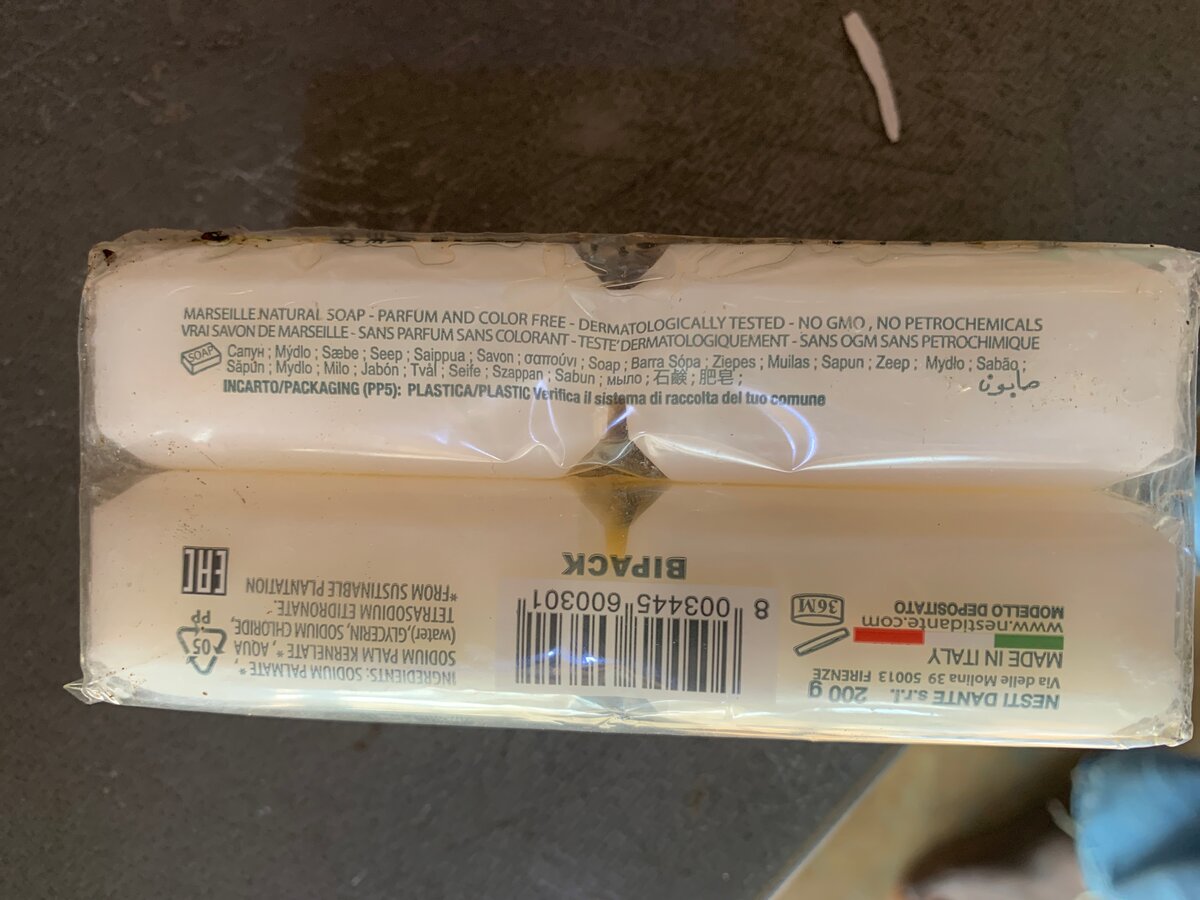 MARSEILLE NATURAL SOAP - PARFUM AND COLOR FREE - DERMATOLOGICALLY TESTED - NO GMO , NO PETROCHEMICALS
VRAI SAVON DE MARSEILLE - SANS PARFUM SANS COLORANT - TESTE' DERMATOLOGIQUEMENT - SANS OGM SANS PETROCHIMIQUE
SOAP
Сапун ; Mýdlo ; Sæbe ; Seep ; Saippua ; Savon ; σαπούνι ; Soap ; Barra Sópa ; Ziepes ; Muilas ; Sapun ; Zeep ; Mydło ; Sabão ;
Săpûn ; Mydlo ; Milo ; Jabón ; Tvål ; Seife ; Szappan ; Sabun ; мыло ; 石鹸 ; 肥皂 ; صابون
INCARTO/PACKAGING (PP5): PLASTICA/PLASTIC Verifica il sistema di raccolta del tuo comune
NESTI DANTE s.r.l.
Via delle Molina 39 50013 FIRENZE
200 g
MADE IN ITALY
www.nestidante.com
MODELLO DEPOSITATO
36M
8 003445 600301
BIPACK
INGREDIENTS: SODIUM PALMATE*,
SODIUM PALM KERNELATE*, AQUA
(water),GLYCERIN, SODIUM CHLORIDE,
TETRASODIUM ETIDRONATE.
*FROM SUSTINABLE PLANTATION
05
PP
EAC